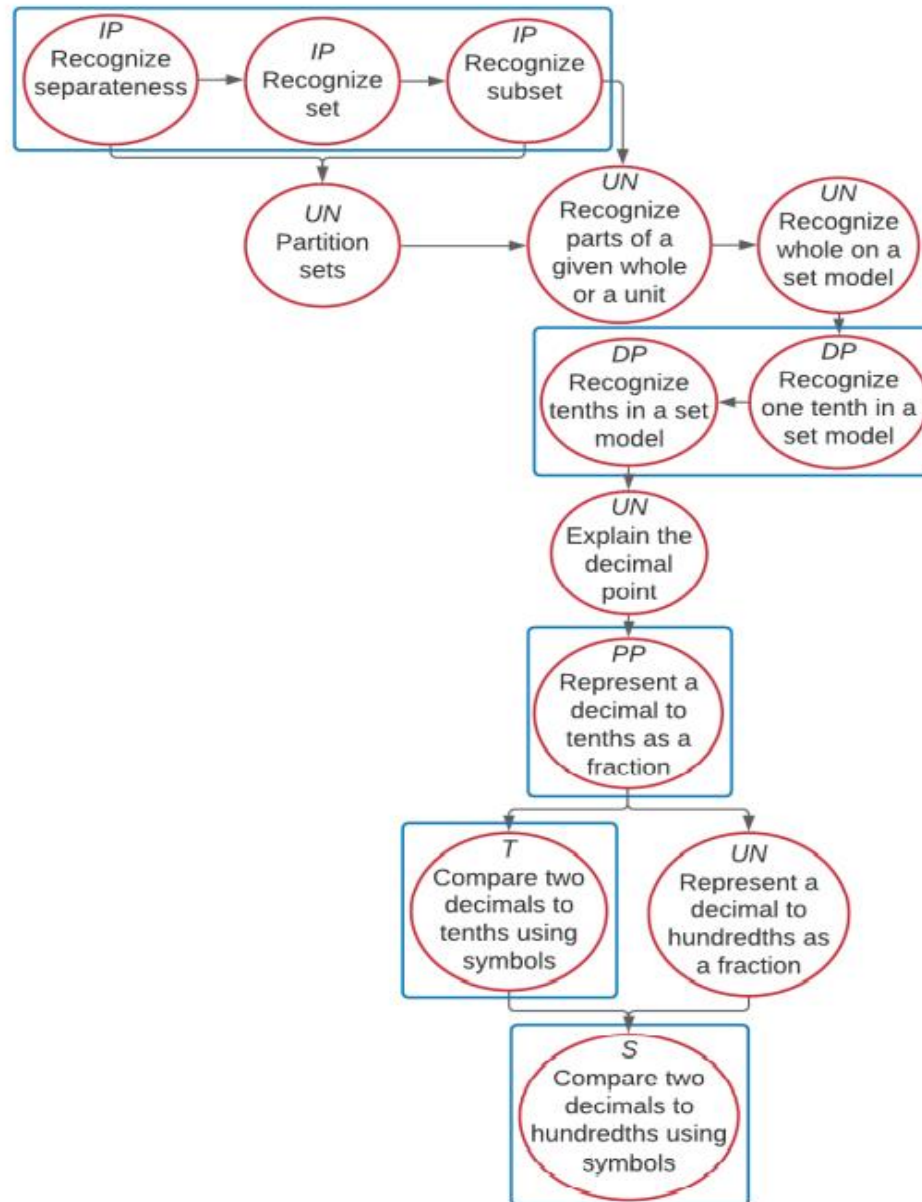 IP
Recognize
separateness
IP
Recognize
set
IP
Recognize
subset
UN
Partition
sets
UN
Recognize
parts of a
given whole
or a unit
UN
Recognize
whole on a
set model
DP
Recognize
tenths in a set
model
DP
Recognize
one tenth in a
set model
UN
Explain the
decimal
point
PP
Represent a
decimal to
tenths as a
fraction
T
Compare two
decimals to
tenths using
symbols
UN
Represent a
decimal to
hundredths as
a fraction
S
Compare two
decimals to
hundredths using
symbols